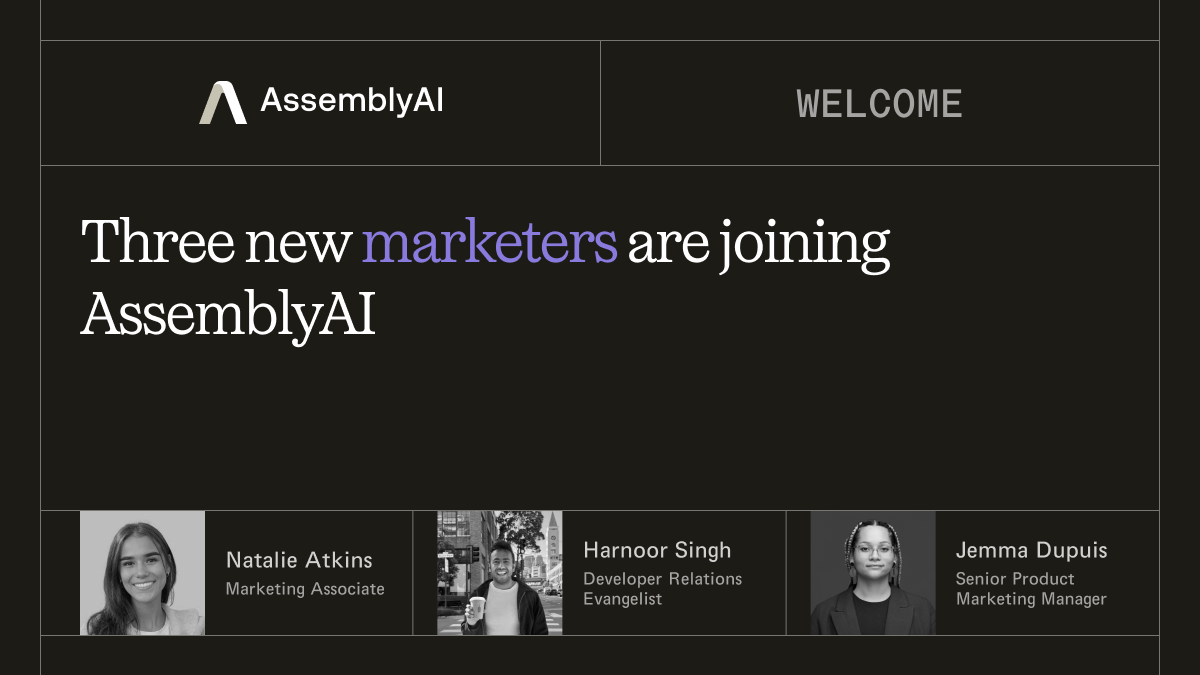 AssemblyAI
WELCOME
Three new marketers are joining
AssemblyAI
Natalie Atkins
Marketing Associate
Harnoor Singh
Developer Relations
Evangelist
Jemma Dupuis
Senior Product
Marketing Manager